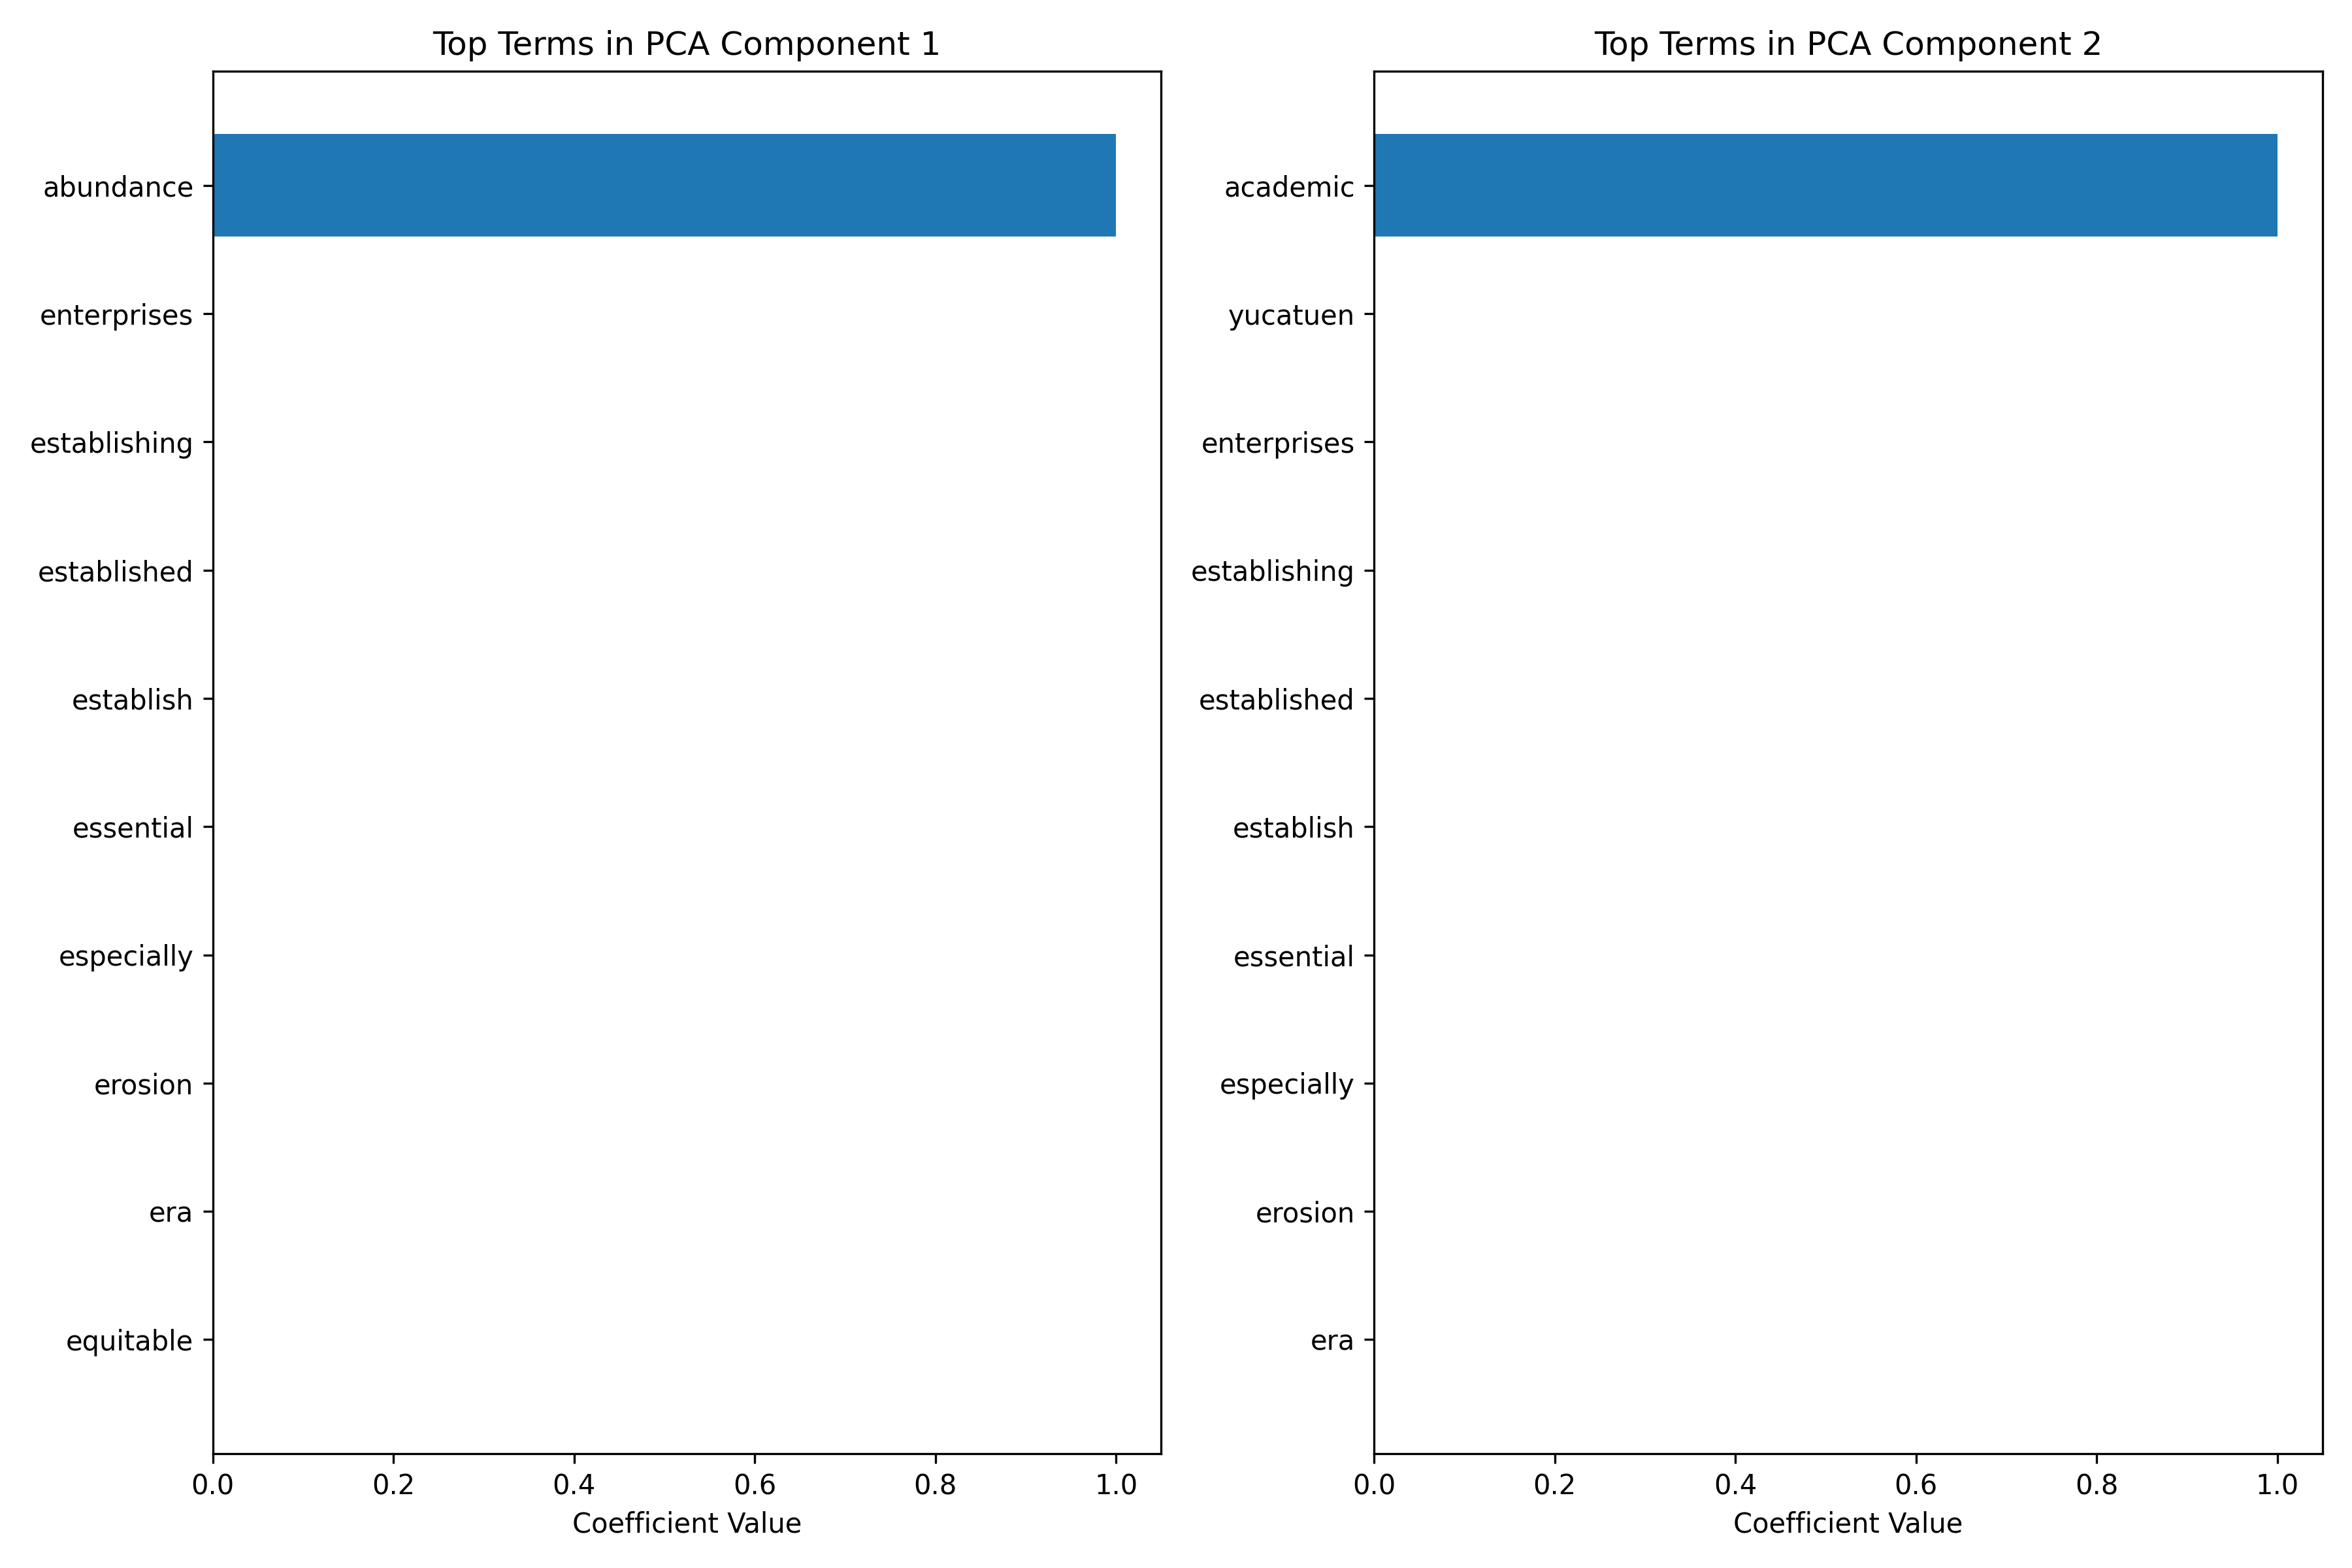 Top Terms in PCA Component 1
abundance
enterprises
establishing
established
establish
essential
especially
erosion
era
equitable
0.0 0.2 0.4 0.6 0.8 1.0
Coefficient Value
Top Terms in PCA Component 2
academic
yucatuen
enterprises
establishing
established
establish
essential
especially
erosion
era
0.0 0.2 0.4 0.6 0.8 1.0
Coefficient Value